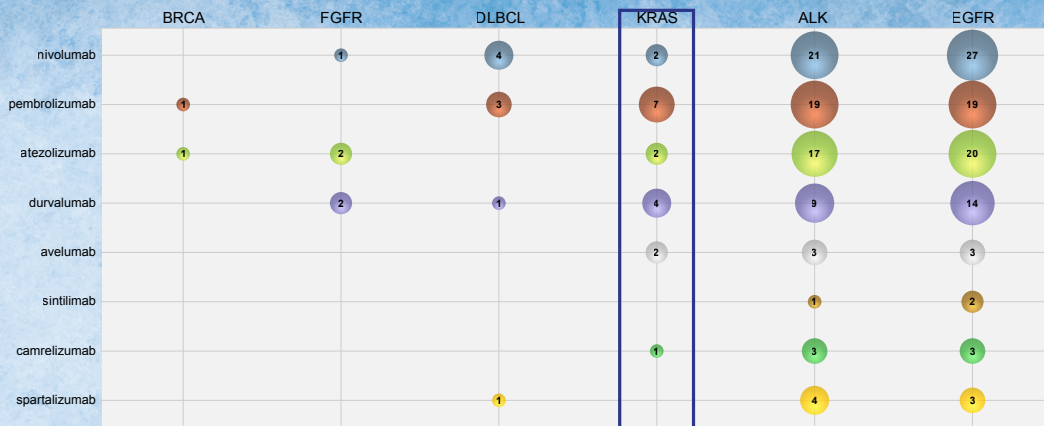 BRCA FGFR DLBCL KRAS ALK EGFR
nivolumab 1 4 2 21 27
pembrolizumab 1 3 7 19 19
atezolizumab 1 2 2 17 20
durvalumab 2 1 4 9 14
avelumab 2 3 3
sintilimab 1 2
camrelizumab 1 3 3
spartalizumab 1 4 3